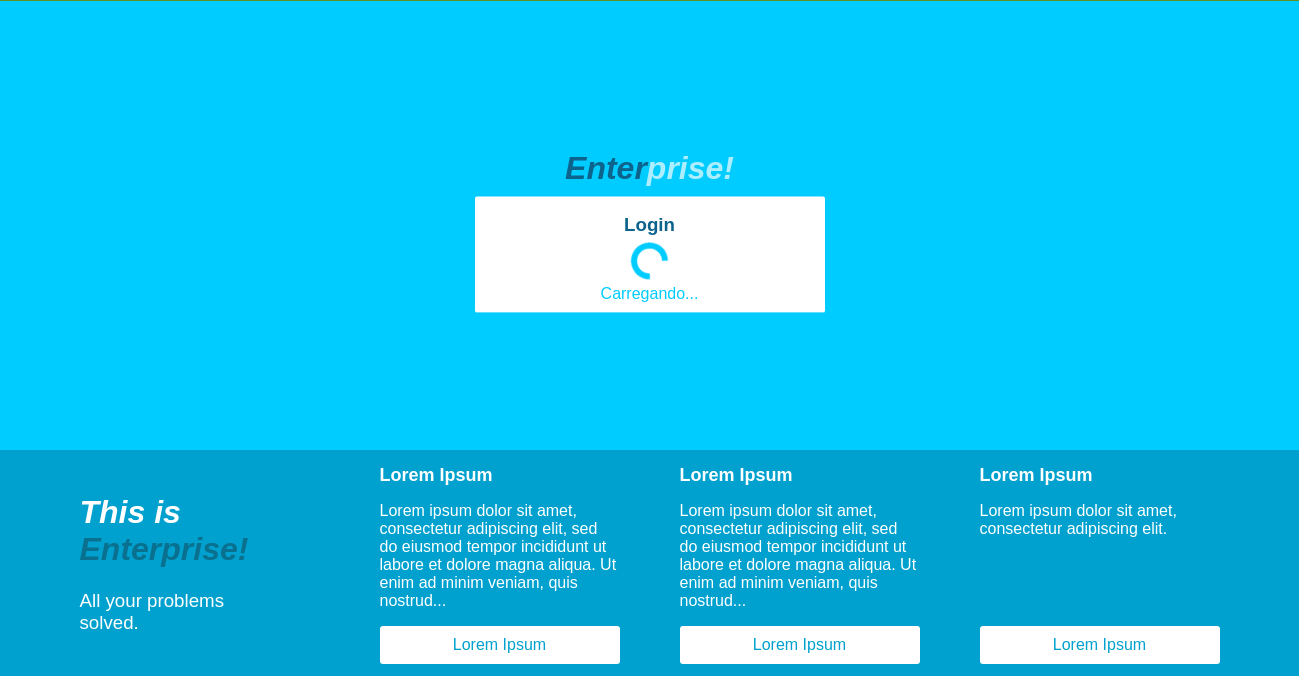 Enterprise!
Login
Carregando...
This is
Enterprise!
All your problems
solved.
Lorem Ipsum
Lorem ipsum dolor sit amet,
consectetur adipiscing elit, sed
do eiusmod tempor incididunt ut
labore et dolore magna aliqua. Ut
enim ad minim veniam, quis
nostrud...
Lorem Ipsum
Lorem Ipsum
Lorem ipsum dolor sit amet,
consectetur adipiscing elit, sed
do eiusmod tempor incididunt ut
labore et dolore magna aliqua. Ut
enim ad minim veniam, quis
nostrud...
Lorem Ipsum
Lorem Ipsum
Lorem ipsum dolor sit amet,
consectetur adipiscing elit.
Lorem Ipsum